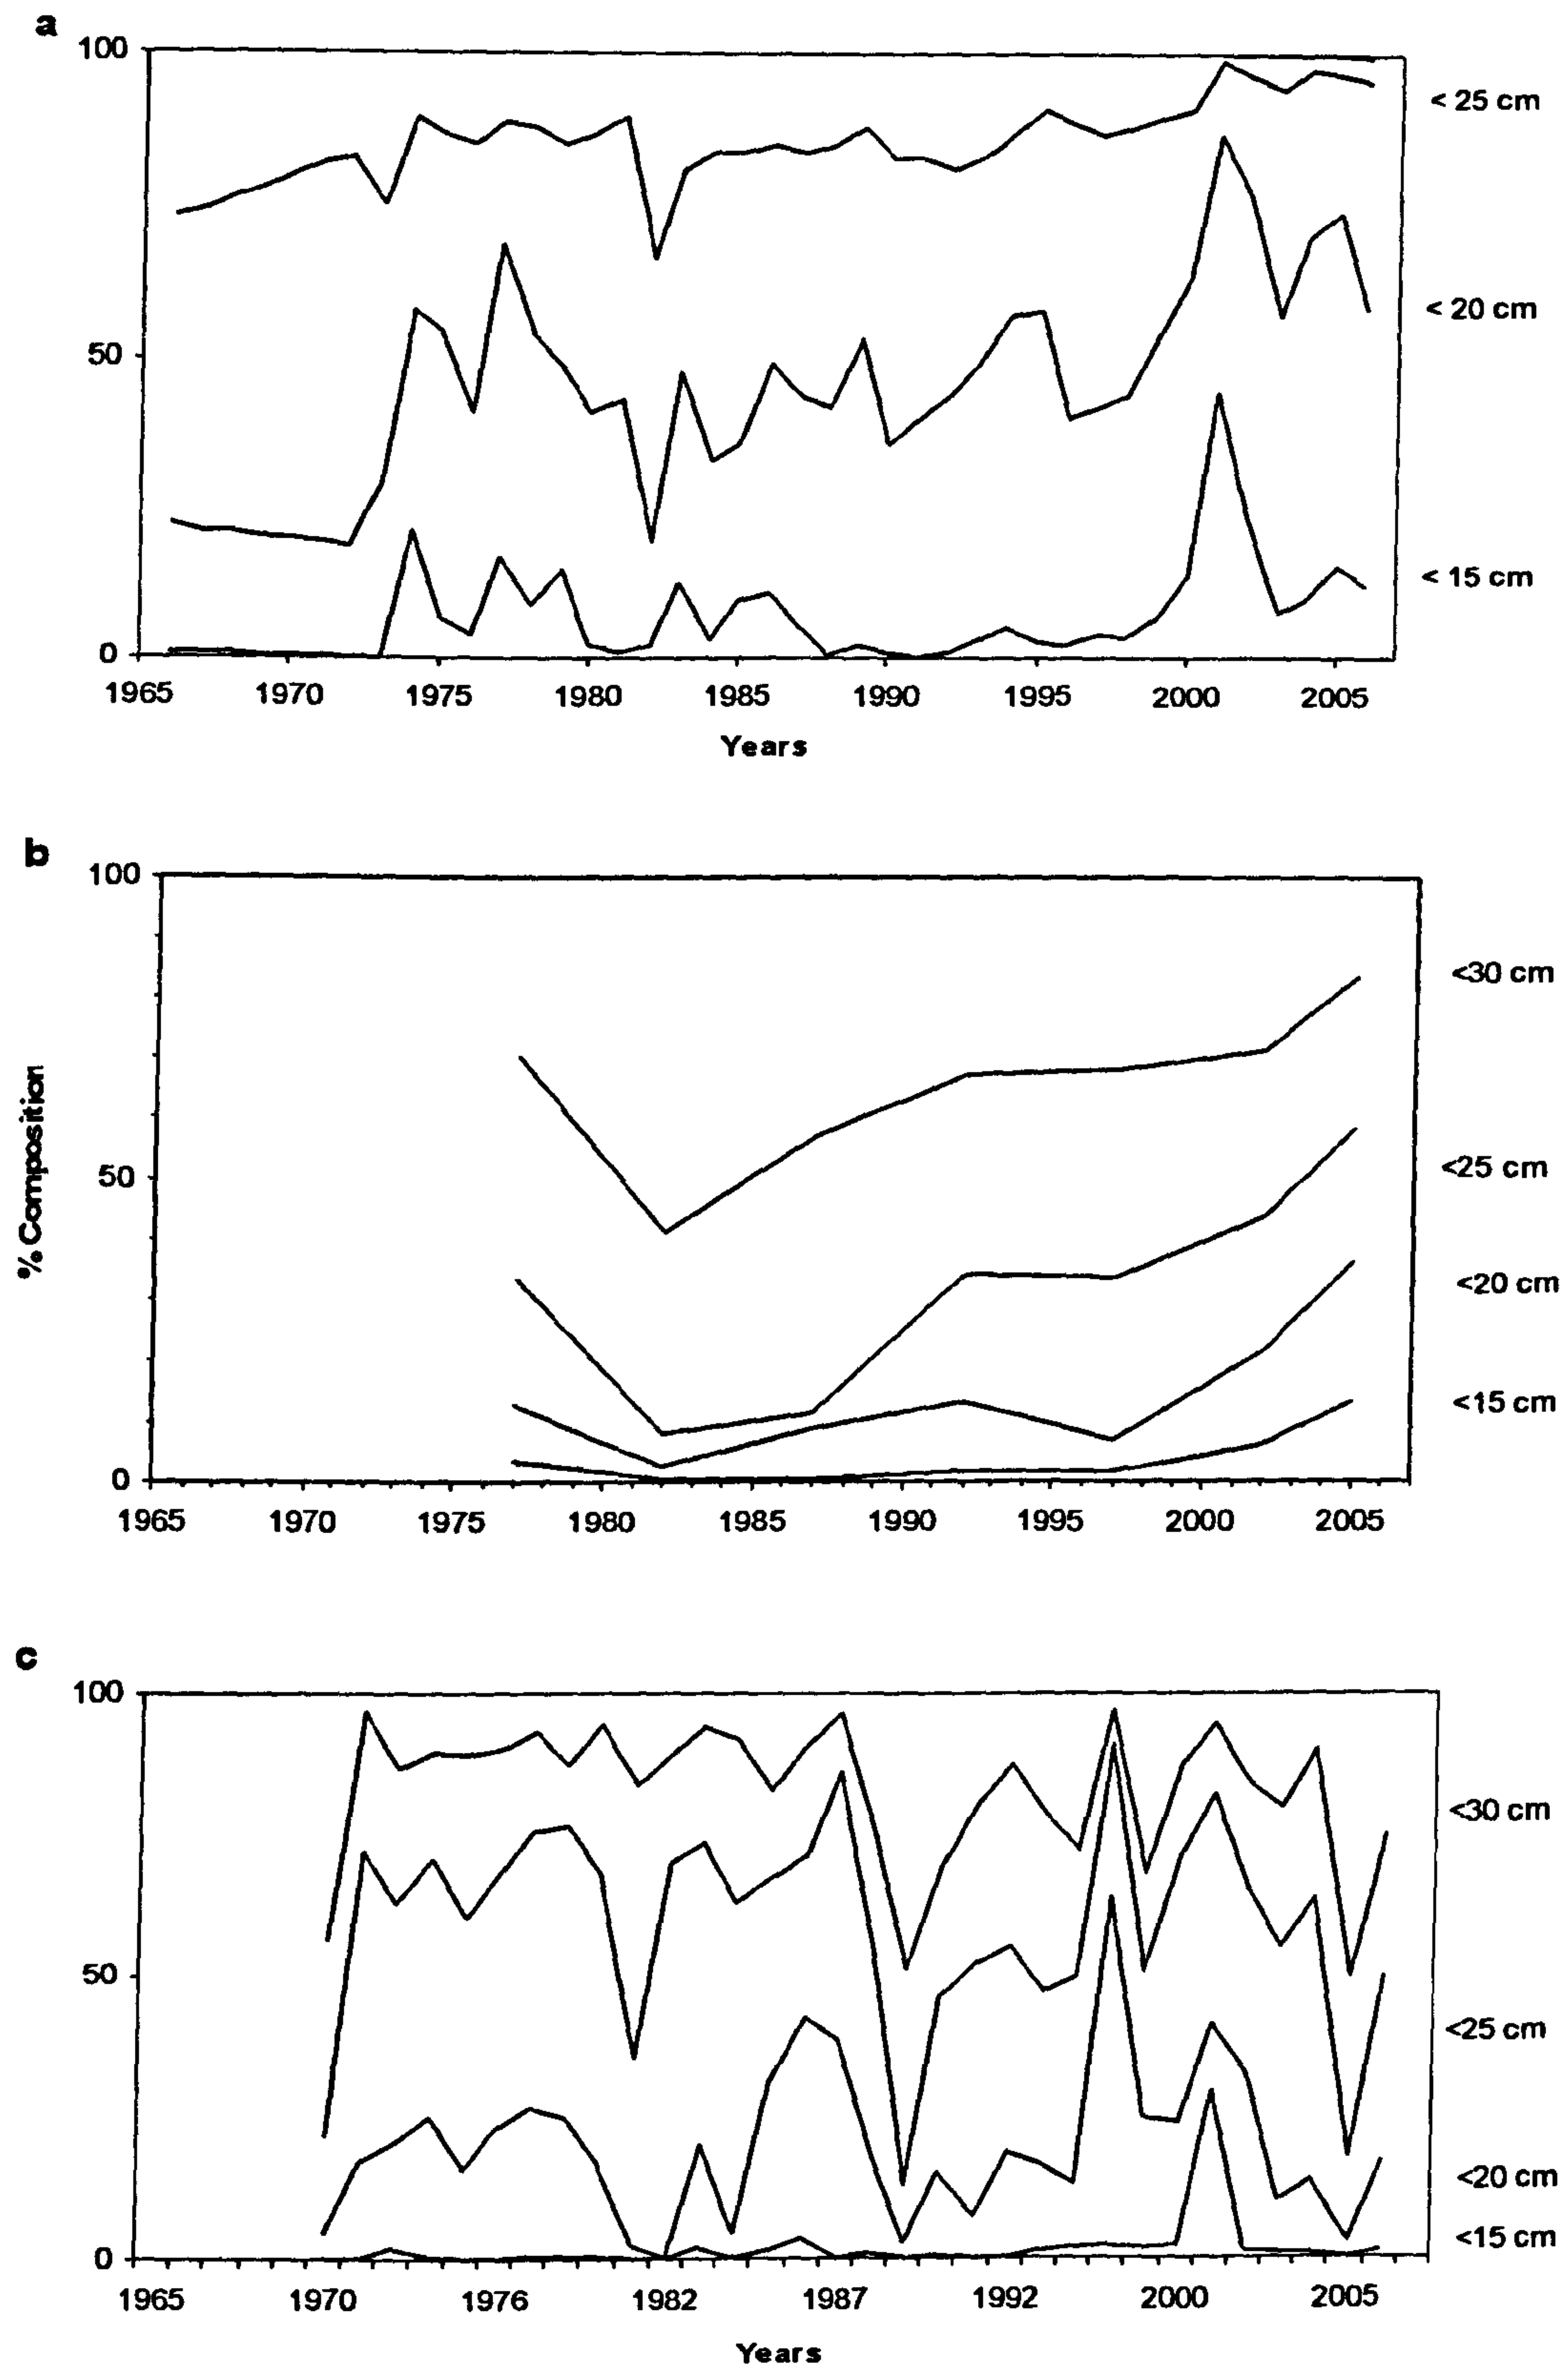 a
100
< 25 cm
< 20 cm
50
< 15 cm
0
1965 1970 1975 1980 1985 1990 1995 2000 2005
Years
b
100
<30 cm
% Composition
50
<25 cm
<20 cm
<15 cm
0
1965 1970 1975 1980 1985 1990 1995 2000 2005
c
100
<30 cm
50
<25 cm
<20 cm
<15 cm
0
1965 1970 1976 1982 1987 1992 2000 2005
Years